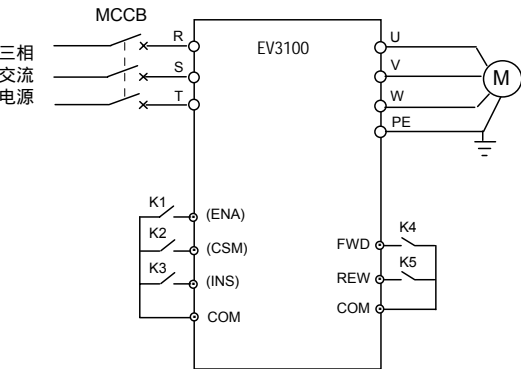 MCCB
三相
交流
电源
R
S
T
EV3100
U
V
W
PE
M
K1
(ENA)
K2
(CSM)
K3
(INS)
COM
K4
FWD
K5
REW
COM